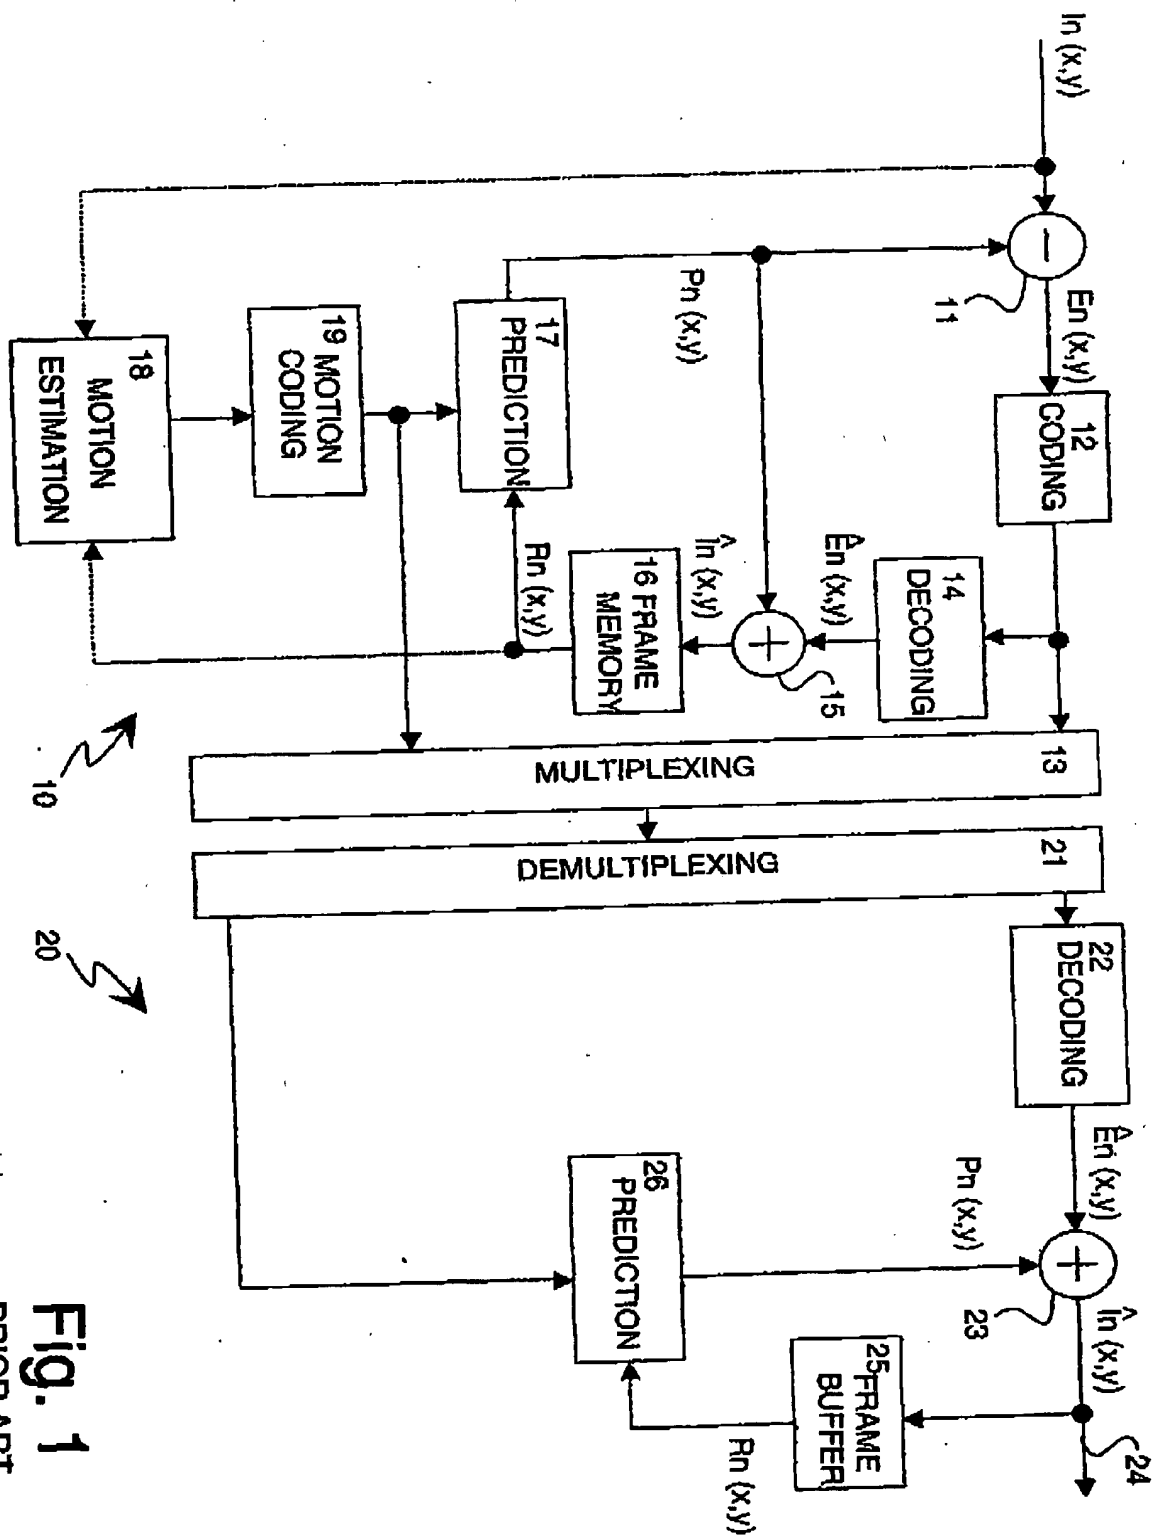 In (x,y)
11
En (x,y)
12
CODING
Pn (x,y)
17
PREDICTION
19 MOTION
CODING
18
MOTION
ESTIMATION
14
DECODING
Ên (x,y)
15
În (x,y)
16 FRAME
MEMORY
Rn (x,y)
10
13
MULTIPLEXING
21
DEMULTIPLEXING
20
22
DECODING
Ên (x,y)
Pn (x,y)
23
În (x,y)
24
25 FRAME
BUFFER
Rn (x,y)
26
PREDICTION
Fig. 1
PRIOR ART